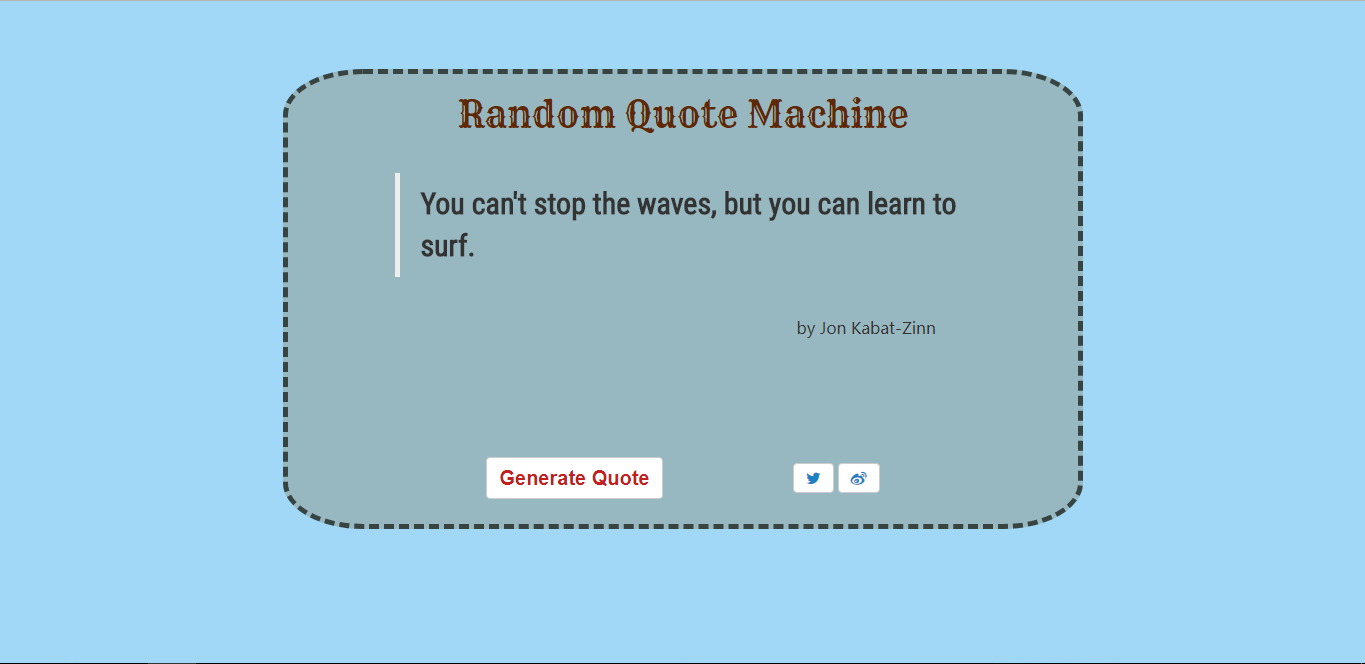 Random Quote Machine
You can't stop the waves, but you can learn to
surf.
by Jon Kabat-Zinn
Generate Quote